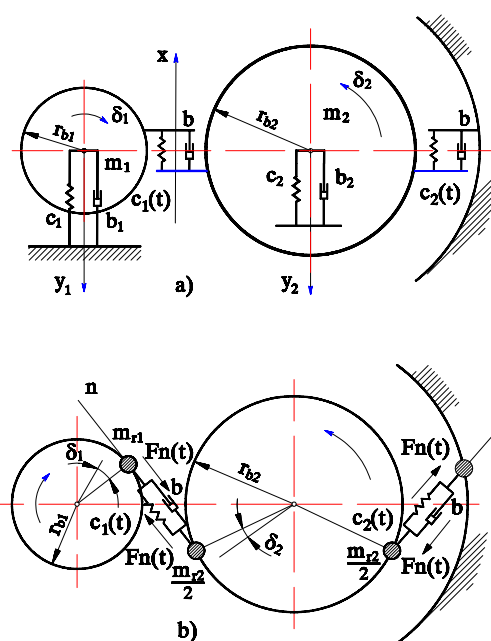 x
δ₁
r_b1
m₁
c₁
b₁
c₁(t)
b
y₁
a)
δ₂
r_b2
m₂
c₂
b₂
y₂
b
c₂(t)
n
m_r1
δ₁
Fn(t)
b
c₁(t)
r_b1
Fn(t)
m_r2
2
r_b2
δ₂
c₂(t)
Fn(t)
b
Fn(t)
m_r2
2
b)